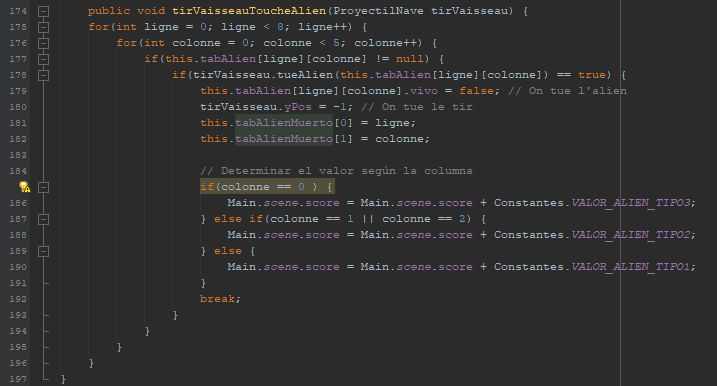 174 public void tirVaisseauToucheAlien(ProyectilNave tirVaisseau) {
175 for(int ligne = 0; ligne < 8; ligne++) {
176 for(int colonne = 0; colonne < 5; colonne++) {
177 if(this.tabAlien[ligne][colonne] != null) {
178 if(tirVaisseau.tueAlien(this.tabAlien[ligne][colonne]) == true) {
179 this.tabAlien[ligne][colonne].vivo = false; // On tue l'alien
180 tirVaisseau.yPos = -1; // On tue le tir
181 this.tabAlienMuerto[0] = ligne;
182 this.tabAlienMuerto[1] = colonne;
183
184 // Determinar el valor según la columna
if(colonne == 0 ) {
186 Main.scene.score = Main.scene.score + Constantes.VALOR_ALIEN_TIPO3;
187 } else if(colonne == 1 || colonne == 2) {
188 Main.scene.score = Main.scene.score + Constantes.VALOR_ALIEN_TIPO2;
189 } else {
190 Main.scene.score = Main.scene.score + Constantes.VALOR_ALIEN_TIPO1;
191 }
192 break;
193 }
194 }
195 }
196 }
197 }